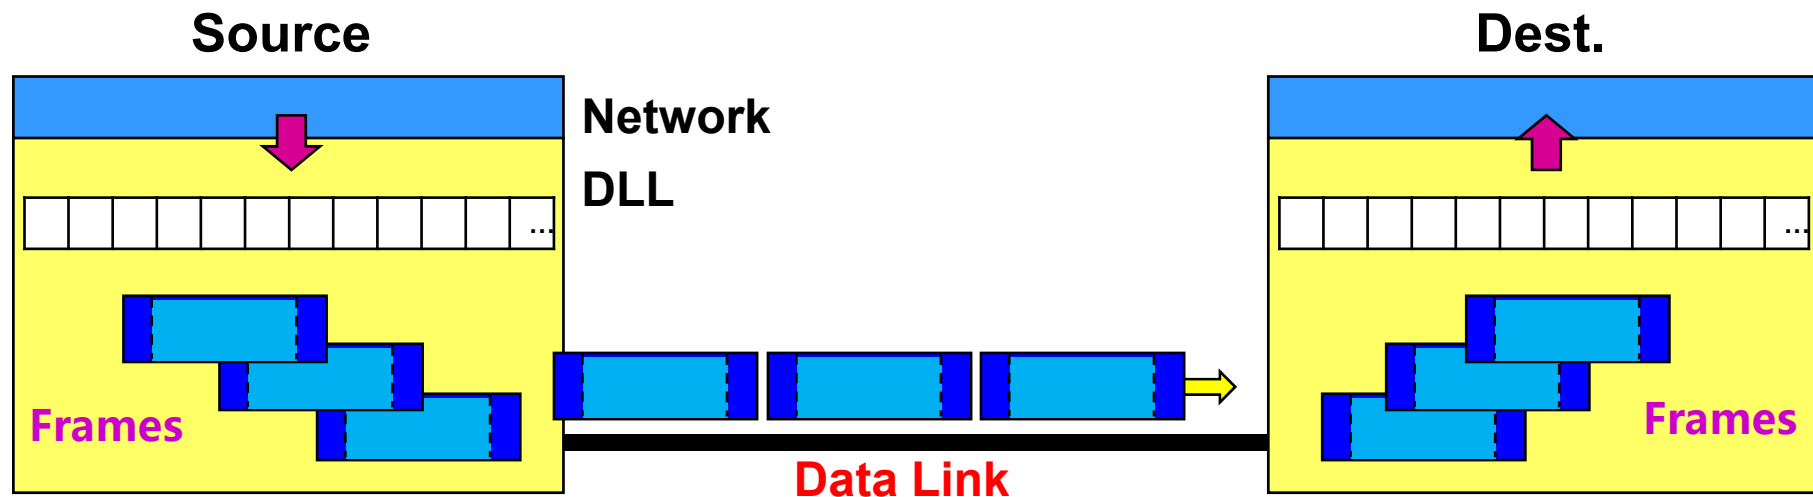 Source
Dest.
Network
DLL
...
...
Frames
Frames
Data Link